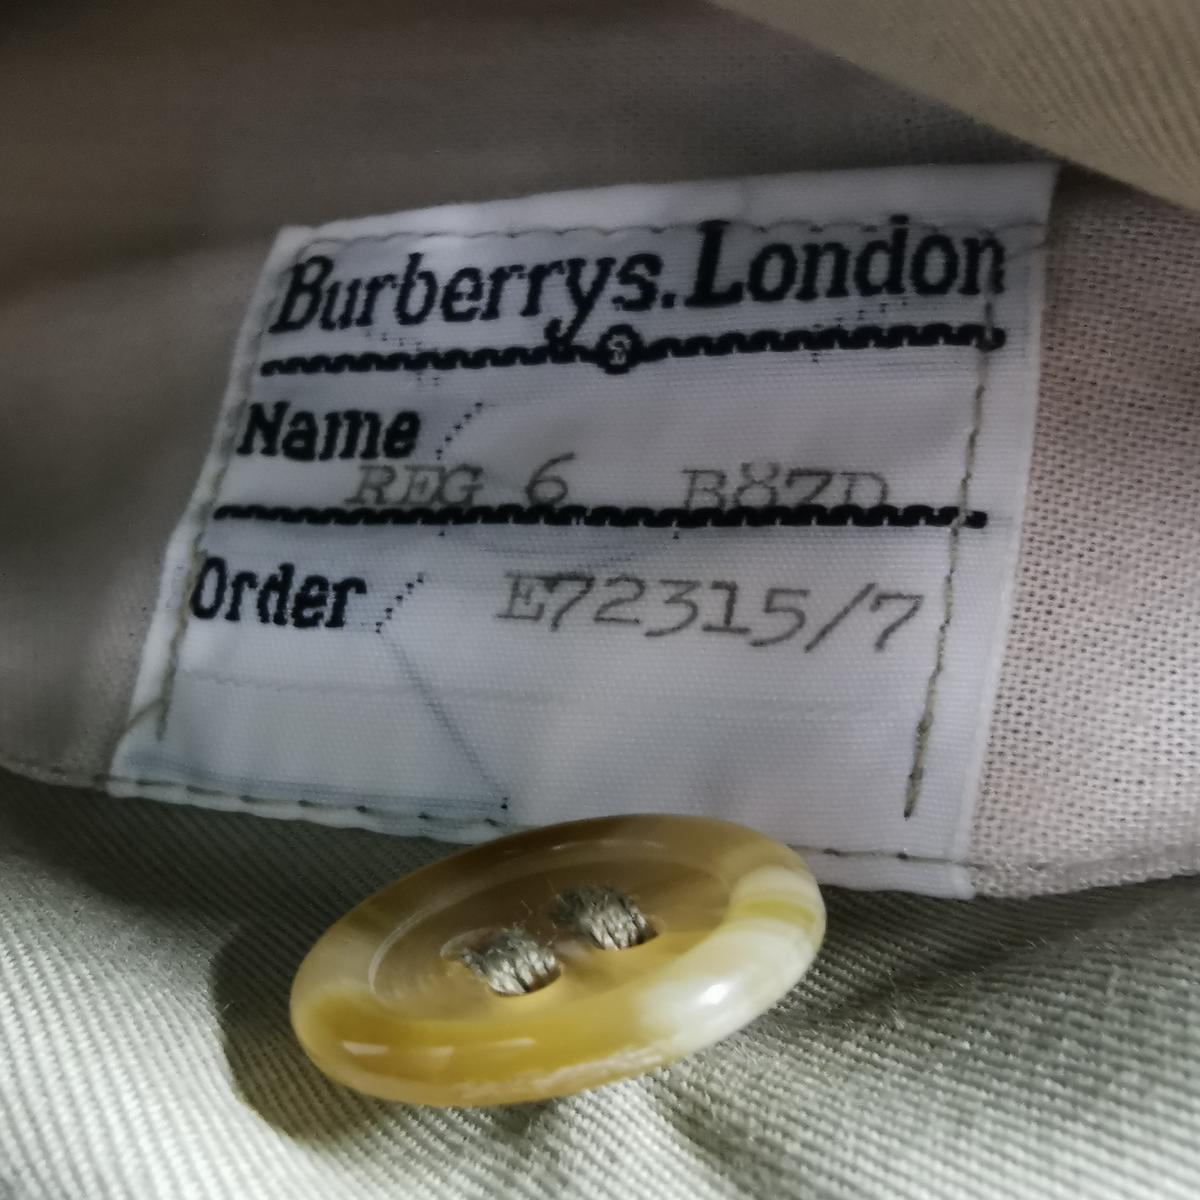 Burberrys. London
Name
REG 6 B87D
Order E72315/7